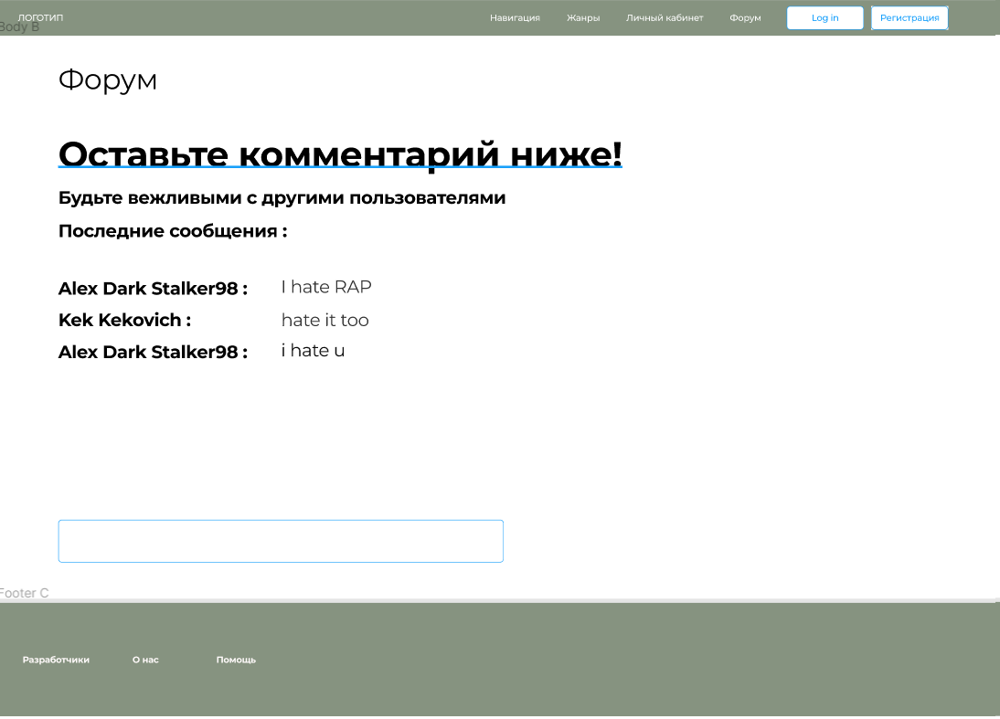 ЛОГОТИП
Навигация Жанры Личный кабинет Форум Log in Регистрация
Body B
Форум
Оставьте комментарий ниже!
Будьте вежливыми с другими пользователями
Последние сообщения :
Alex Dark Stalker98 : I hate RAP
Kek Kekovich : hate it too
Alex Dark Stalker98 : i hate u
Footer C
Разработчики О нас Помощь